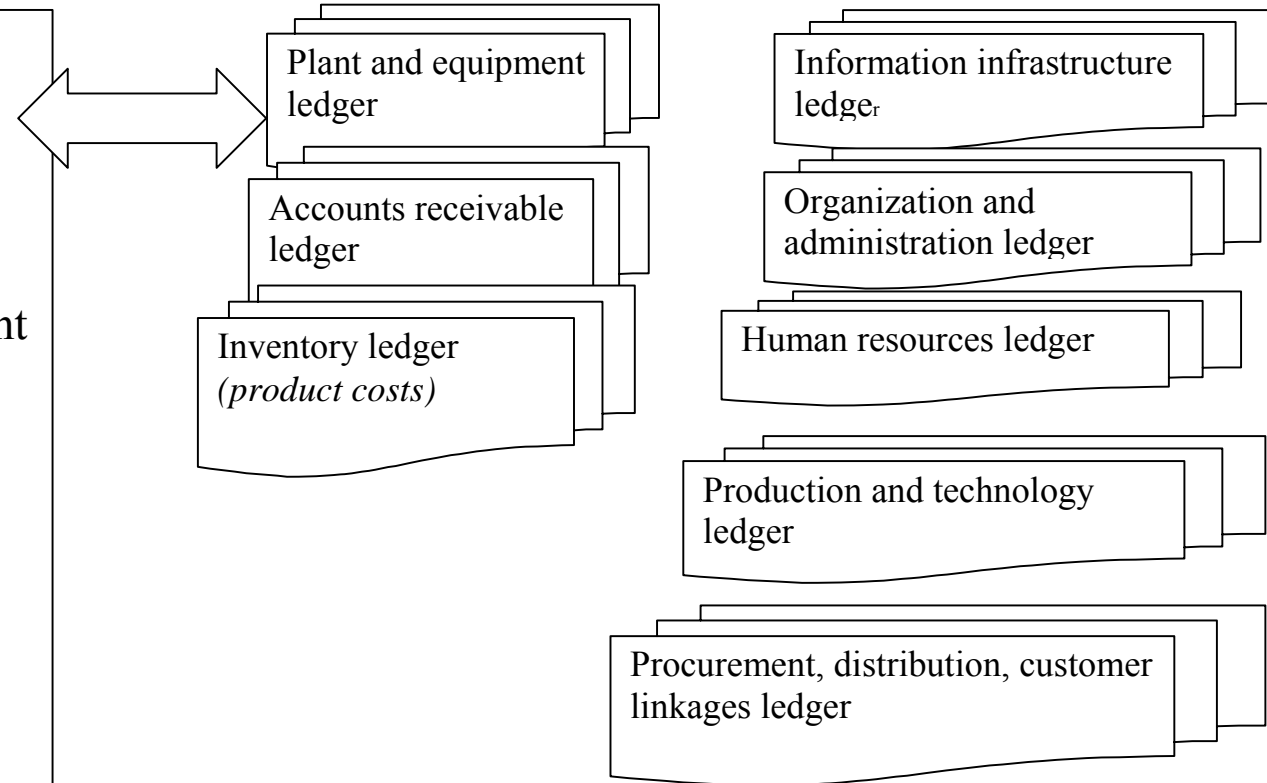 Plant and equipment
ledger
Accounts receivable
ledger
Inventory ledger
(product costs)
Information infrastructure
ledger
Organization and
administration ledger
Human resources ledger
Production and technology
ledger
Procurement, distribution, customer
linkages ledger